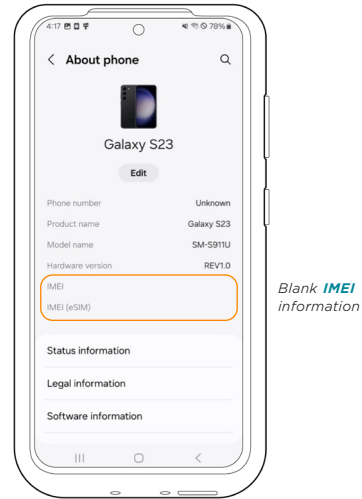 4:17 78%
About phone
Galaxy S23
Edit
Phone number Unknown
Product name Galaxy S23
Model name SM-S911U
Hardware version REV1.0
IMEI
IMEI (eSIM)
Blank IMEI
information
Status information
Legal information
Software information